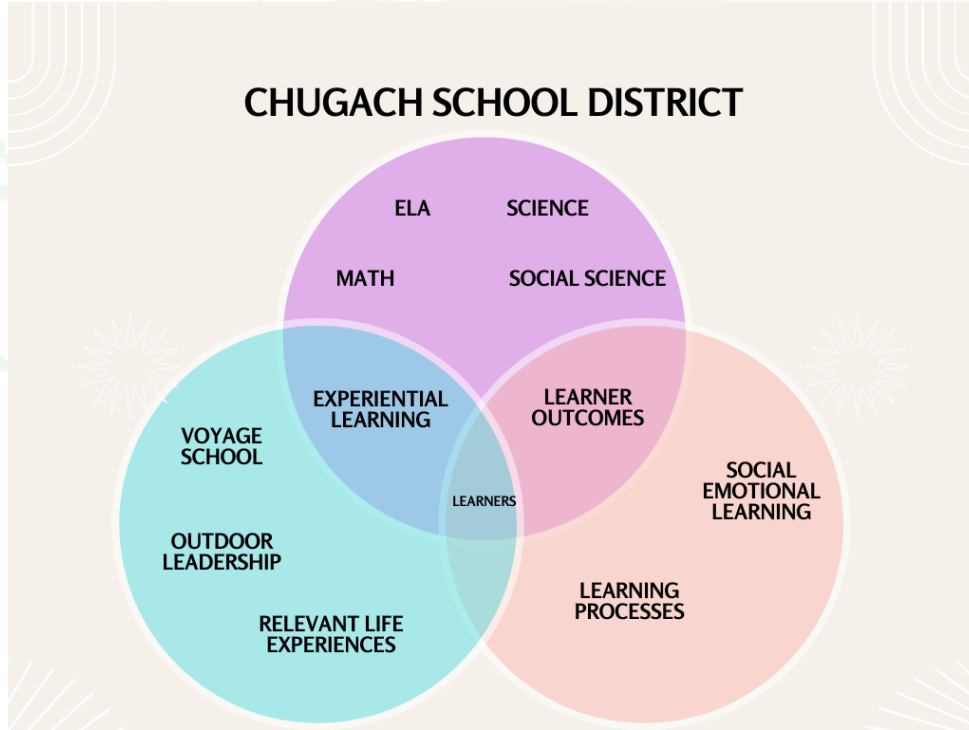 CHUGACH SCHOOL DISTRICT
ELA
SCIENCE
MATH
SOCIAL SCIENCE
EXPERIENTIAL
LEARNING
LEARNER
OUTCOMES
VOYAGE
SCHOOL
SOCIAL
EMOTIONAL
LEARNING
LEARNERS
OUTDOOR
LEADERSHIP
LEARNING
PROCESSES
RELEVANT LIFE
EXPERIENCES